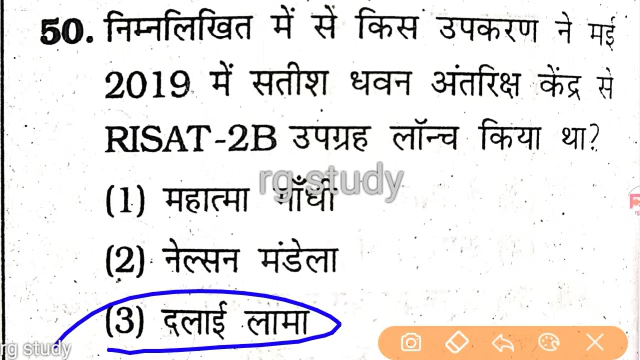 50. निम्नलिखित में से किस उपकरण ने मई
2019 में सतीश धवन अंतरिक्ष केंद्र से
RISAT-2B उपग्रह लॉन्च किया था?
rg study
(1) महात्मा गाँधी
(2) नेल्सन मंडेला
(3) दलाई लामा
rg study